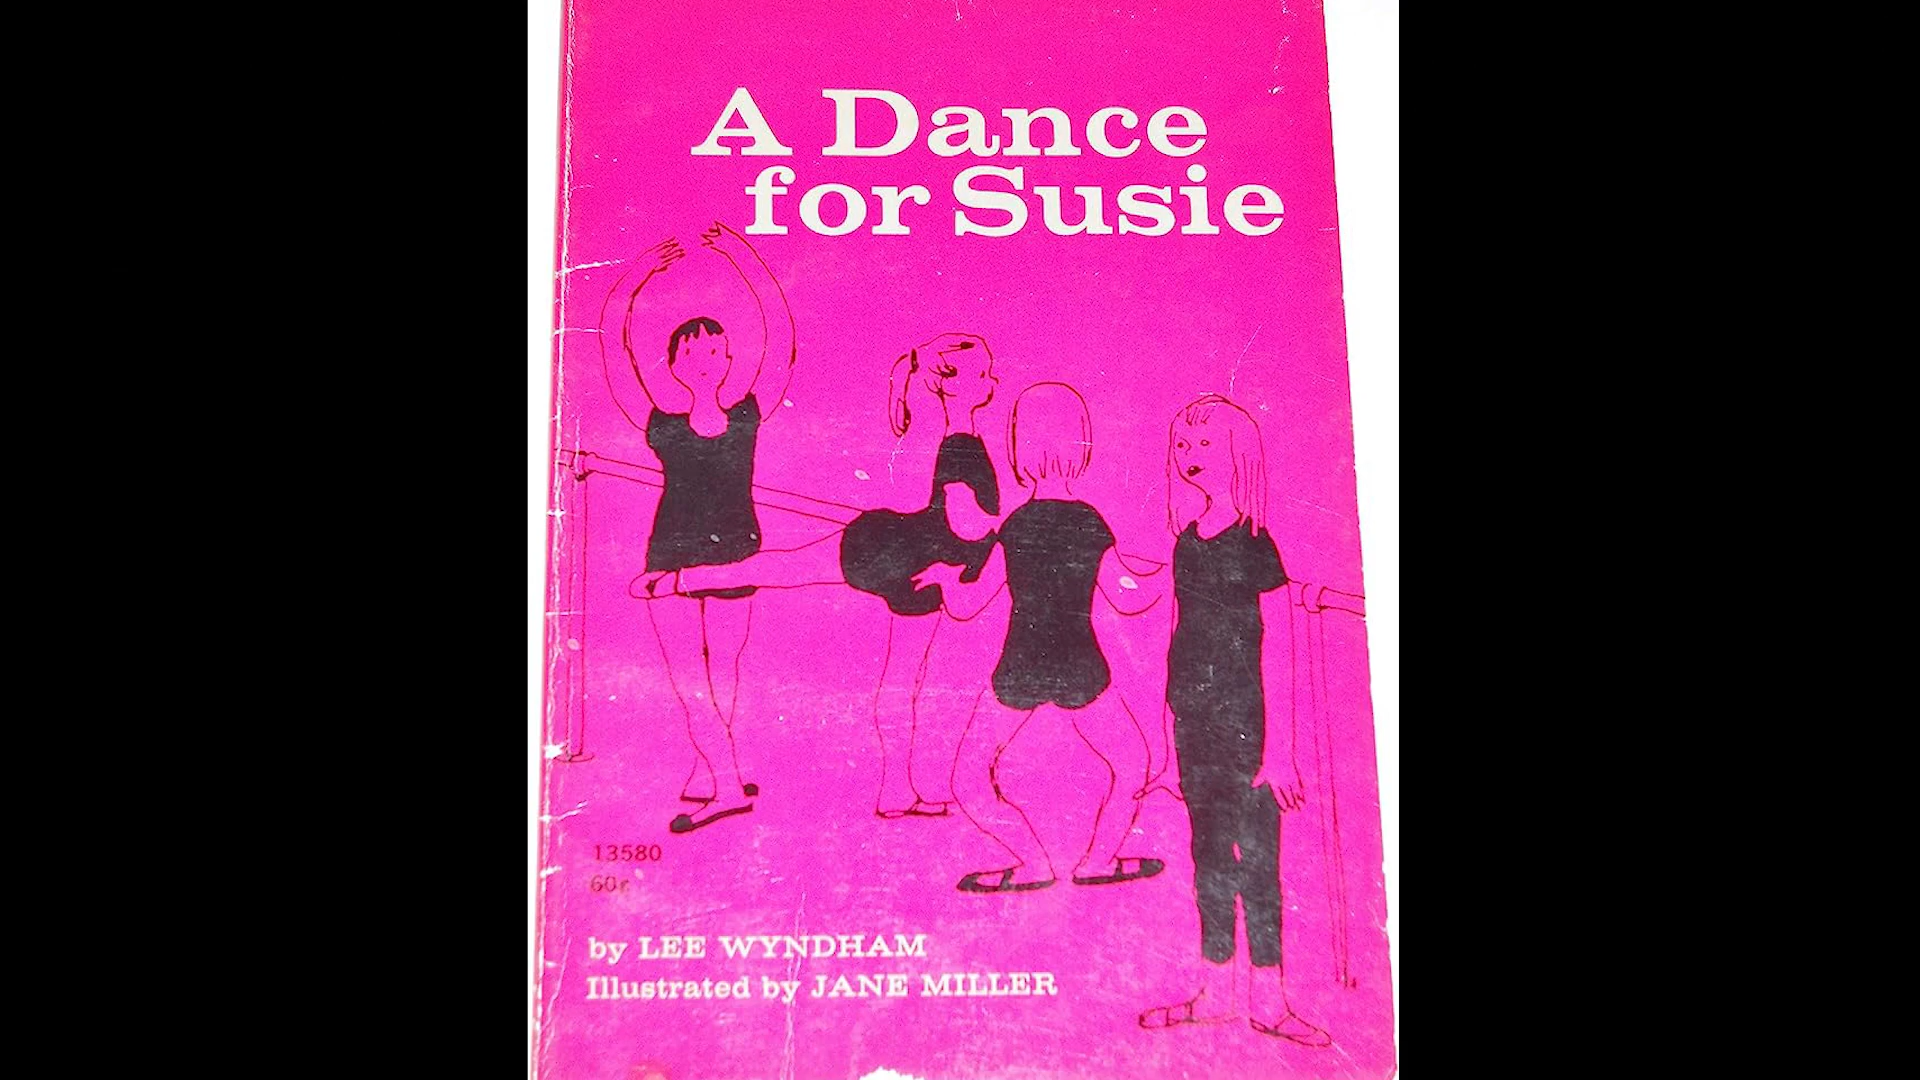 A Dance
for Susie
13580
60¢
by LEE WYNDHAM
Illustrated by JANE MILLER